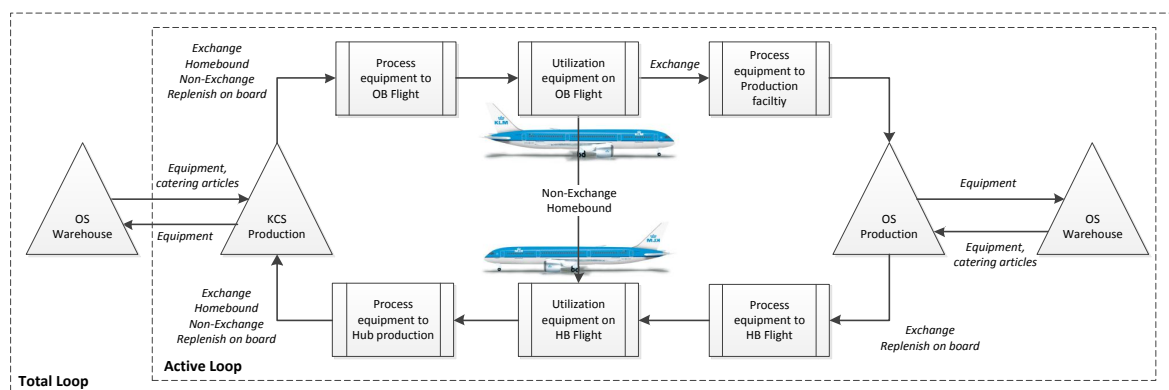 Exchange
Homebound
Non-Exchange
Replenish on board
Process
equipment to
OB Flight
Utilization
equipment on
OB Flight
Exchange
Process
equipment to
Production
faciltiy
KLM
Equipment,
catering articles
OS
Warehouse
Equipment
KCS
Production
Non-Exchange
Homebound
OS
Production
Equipment
Equipment,
catering articles
OS
Warehouse
Exchange
Homebound
Non-Exchange
Replenish on board
Process
equipment to
Hub production
Utilization
equipment on
HB Flight
Process
equipment to
HB Flight
Exchange
Replenish on board
Active Loop
Total Loop